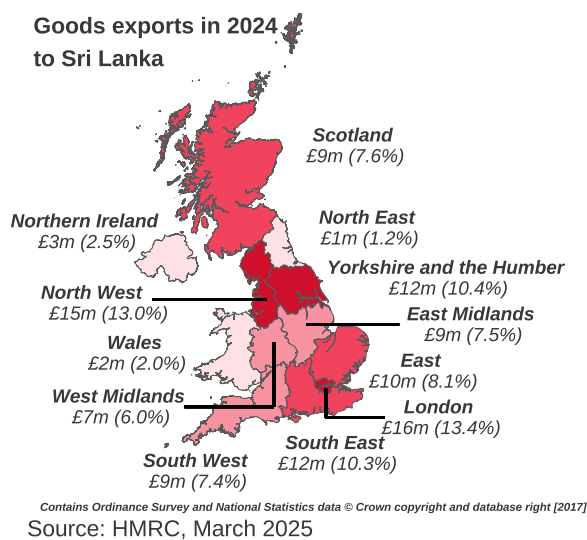 Goods exports in 2024
to Sri Lanka
Scotland
£9m (7.6%)
Northern Ireland
£3m (2.5%)
North East
£1m (1.2%)
Yorkshire and the Humber
£12m (10.4%)
North West
£15m (13.0%)
East Midlands
£9m (7.5%)
Wales
£2m (2.0%)
East
£10m (8.1%)
West Midlands
£7m (6.0%)
London
£16m (13.4%)
South East
£12m (10.3%)
South West
£9m (7.4%)
Contains Ordinance Survey and National Statistics data © Crown copyright and database right [2017]
Source: HMRC, March 2025